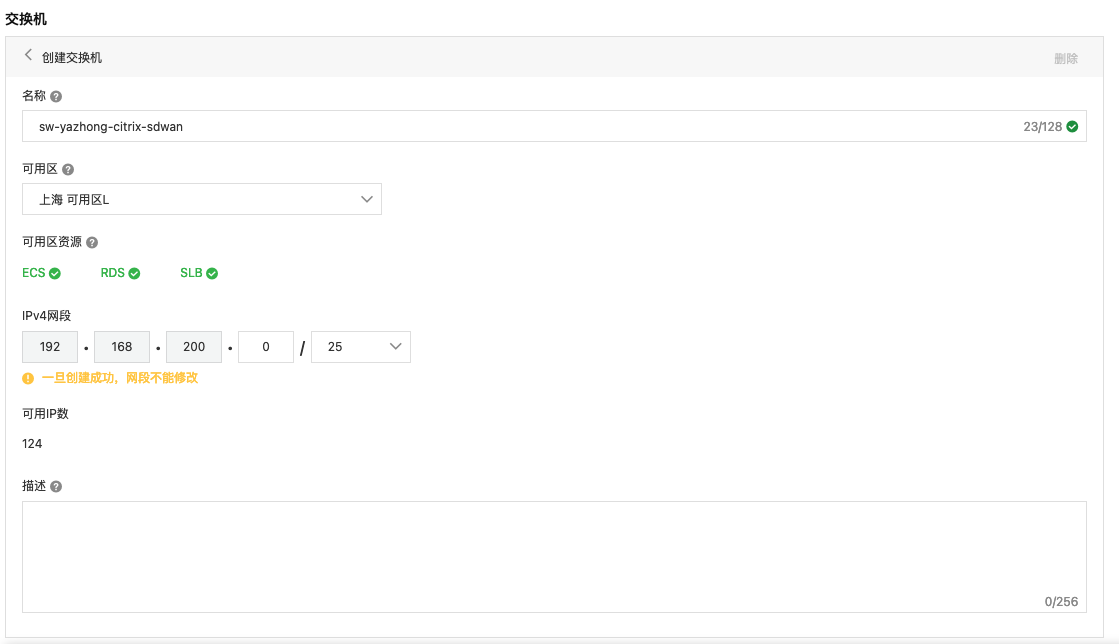 交换机
创建交换机 删除
名称 ?
sw-yazhong-citrix-sdwan 23/128
可用区 ?
上海 可用区L
可用区资源 ?
ECS RDS SLB
IPv4网段
192 . 168 . 200 . 0 / 25
! 一旦创建成功，网段不能修改
可用IP数
124
描述 ?
0/256